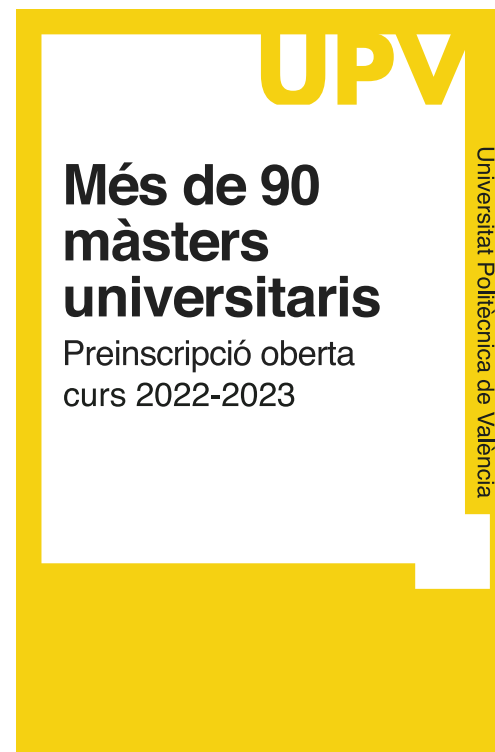 UPV
Més de 90
màsters
universitaris
Preinscripció oberta
curs 2022-2023
Universitat Politècnica de València